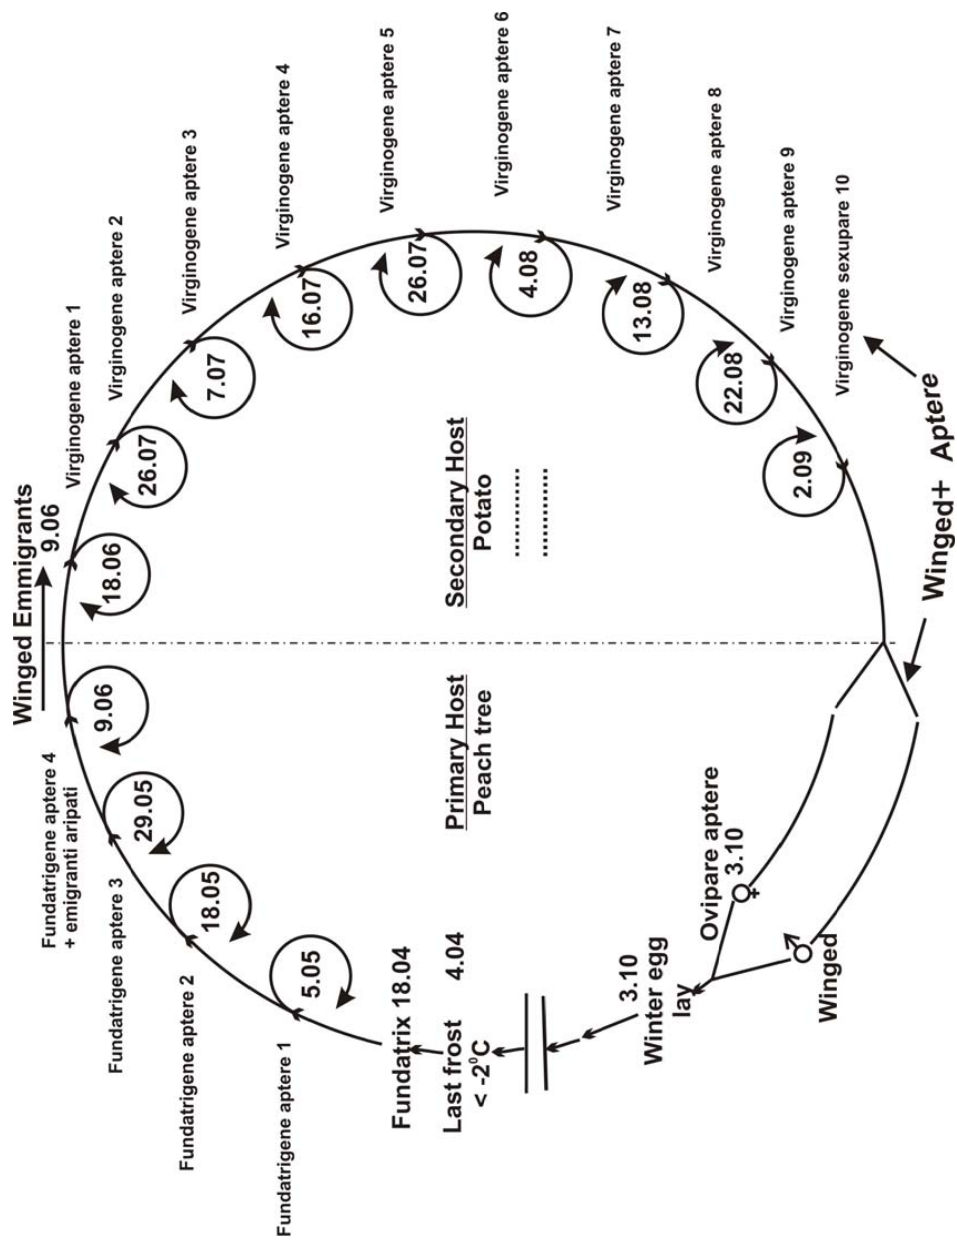 Winged Emmigrants
9.06
Fundatrigene aptere 4
+ emigranti aripati
Fundatrigene aptere 3
Fundatrigene aptere 2
Fundatrigene aptere 1
Virginogene aptere 1
Virginogene aptere 2
Virginogene aptere 3
Virginogene aptere 4
Virginogene aptere 5
Virginogene aptere 6
Virginogene aptere 7
Virginogene aptere 8
Virginogene aptere 9
Virginogene sexupare 10
9.06
29.05
18.05
5.05
18.06
26.07
7.07
16.07
26.07
4.08
13.08
22.08
2.09
Primary Host
Peach tree
Secondary Host
Potato
....................
....................
Fundatrix 18.04
Last frost 4.04
< -2⁰C
3.10
Winter egg
lay
Ovipare aptere
3.10
♀
♂
Winged
Winged+ Aptere